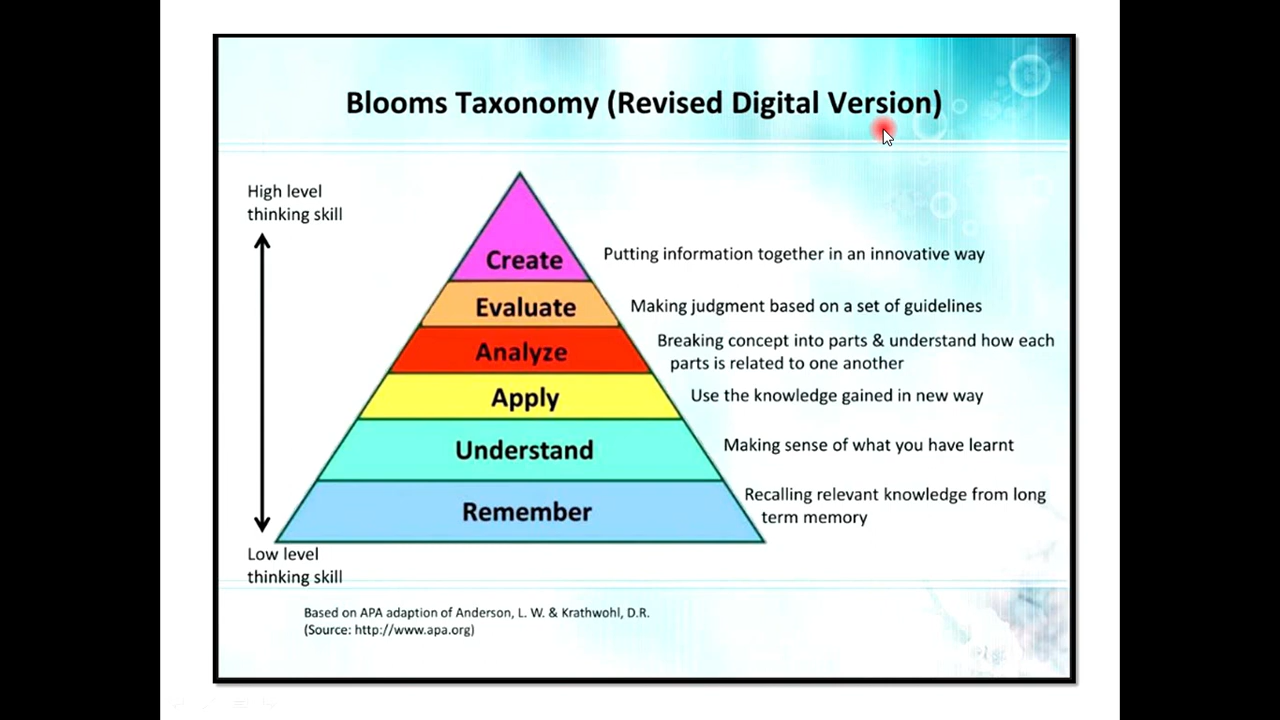 Blooms Taxonomy (Revised Digital Version)
High level
thinking skill
Create
Putting information together in an innovative way
Evaluate
Making judgment based on a set of guidelines
Analyze
Breaking concept into parts & understand how each
parts is related to one another
Apply
Use the knowledge gained in new way
Understand
Making sense of what you have learnt
Remember
Recalling relevant knowledge from long
term memory
Low level
thinking skill
Based on APA adaption of Anderson, L. W. & Krathwohl, D.R.
(Source: http://www.apa.org)